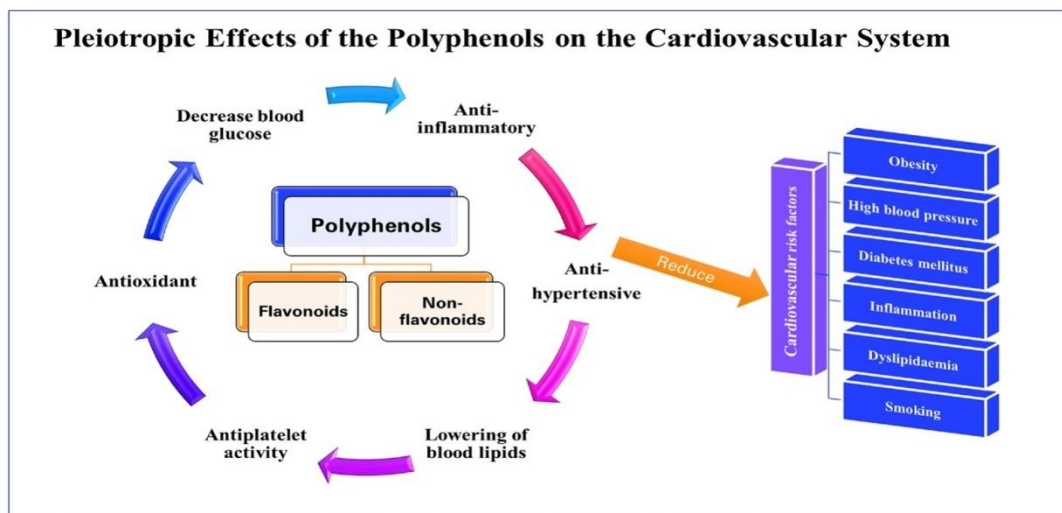 Pleiotropic Effects of the Polyphenols on the Cardiovascular System
Decrease blood
glucose
Anti-
inflammatory
Anti-
hypertensive
Lowering of
blood lipids
Antiplatelet
activity
Antioxidant
Polyphenols
Flavonoids
Non-
flavonoids
Reduce
Cardiovascular risk factors
Obesity
High blood pressure
Diabetes mellitus
Inflammation
Dyslipidaemia
Smoking